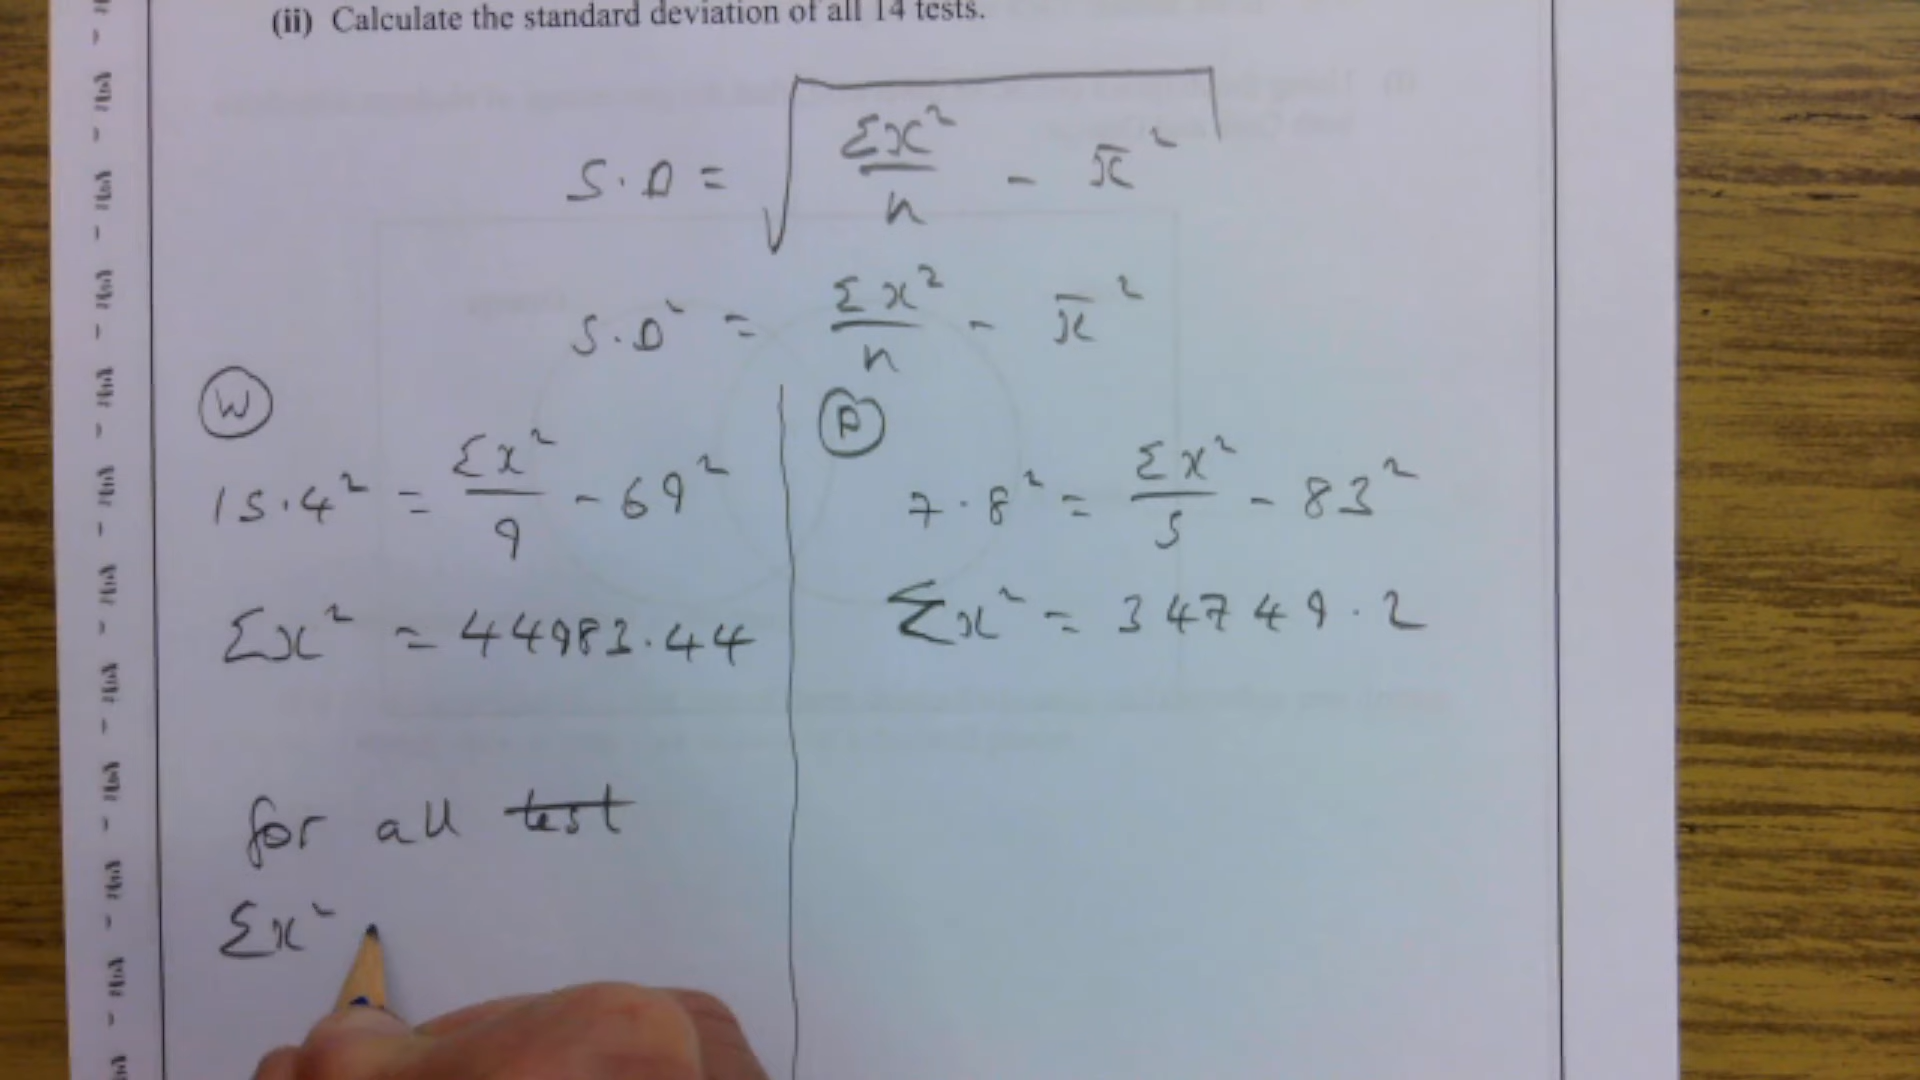 (ii) Calculate the standard deviation of all 14 tests.
S.D = √(Σx²/n - x̄²)
S.D² = Σx²/n - x̄²
W
15.4² = Σx²/9 - 69²
Σx² = 44983.44
P
7.8² = Σx²/5 - 83²
Σx² = 34749.2
for all test
Σx²